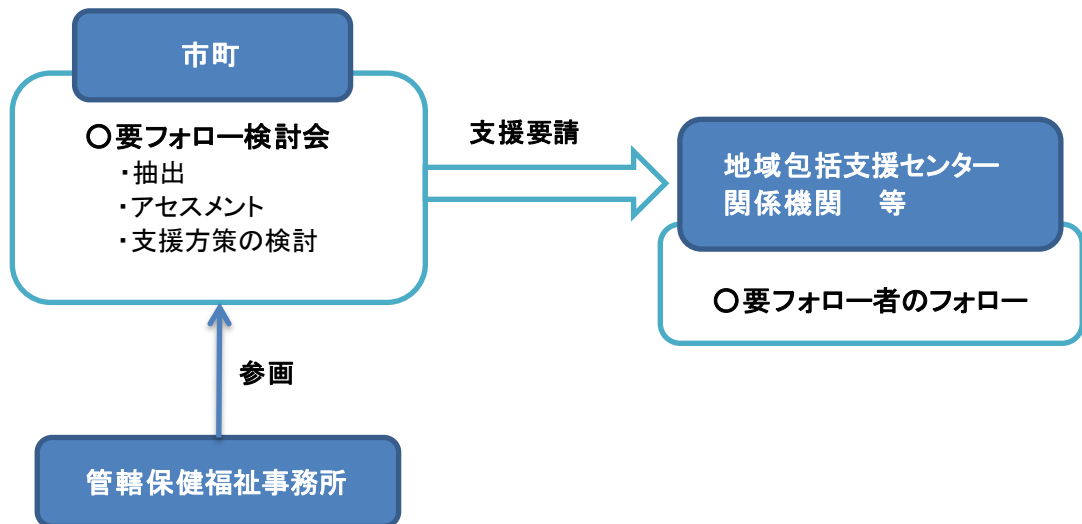 市町
〇要フォロー検討会
・抽出
・アセスメント
・支援方策の検討
支援要請
地域包括支援センター
関係機関　等
〇要フォロー者のフォロー
参画
管轄保健福祉事務所